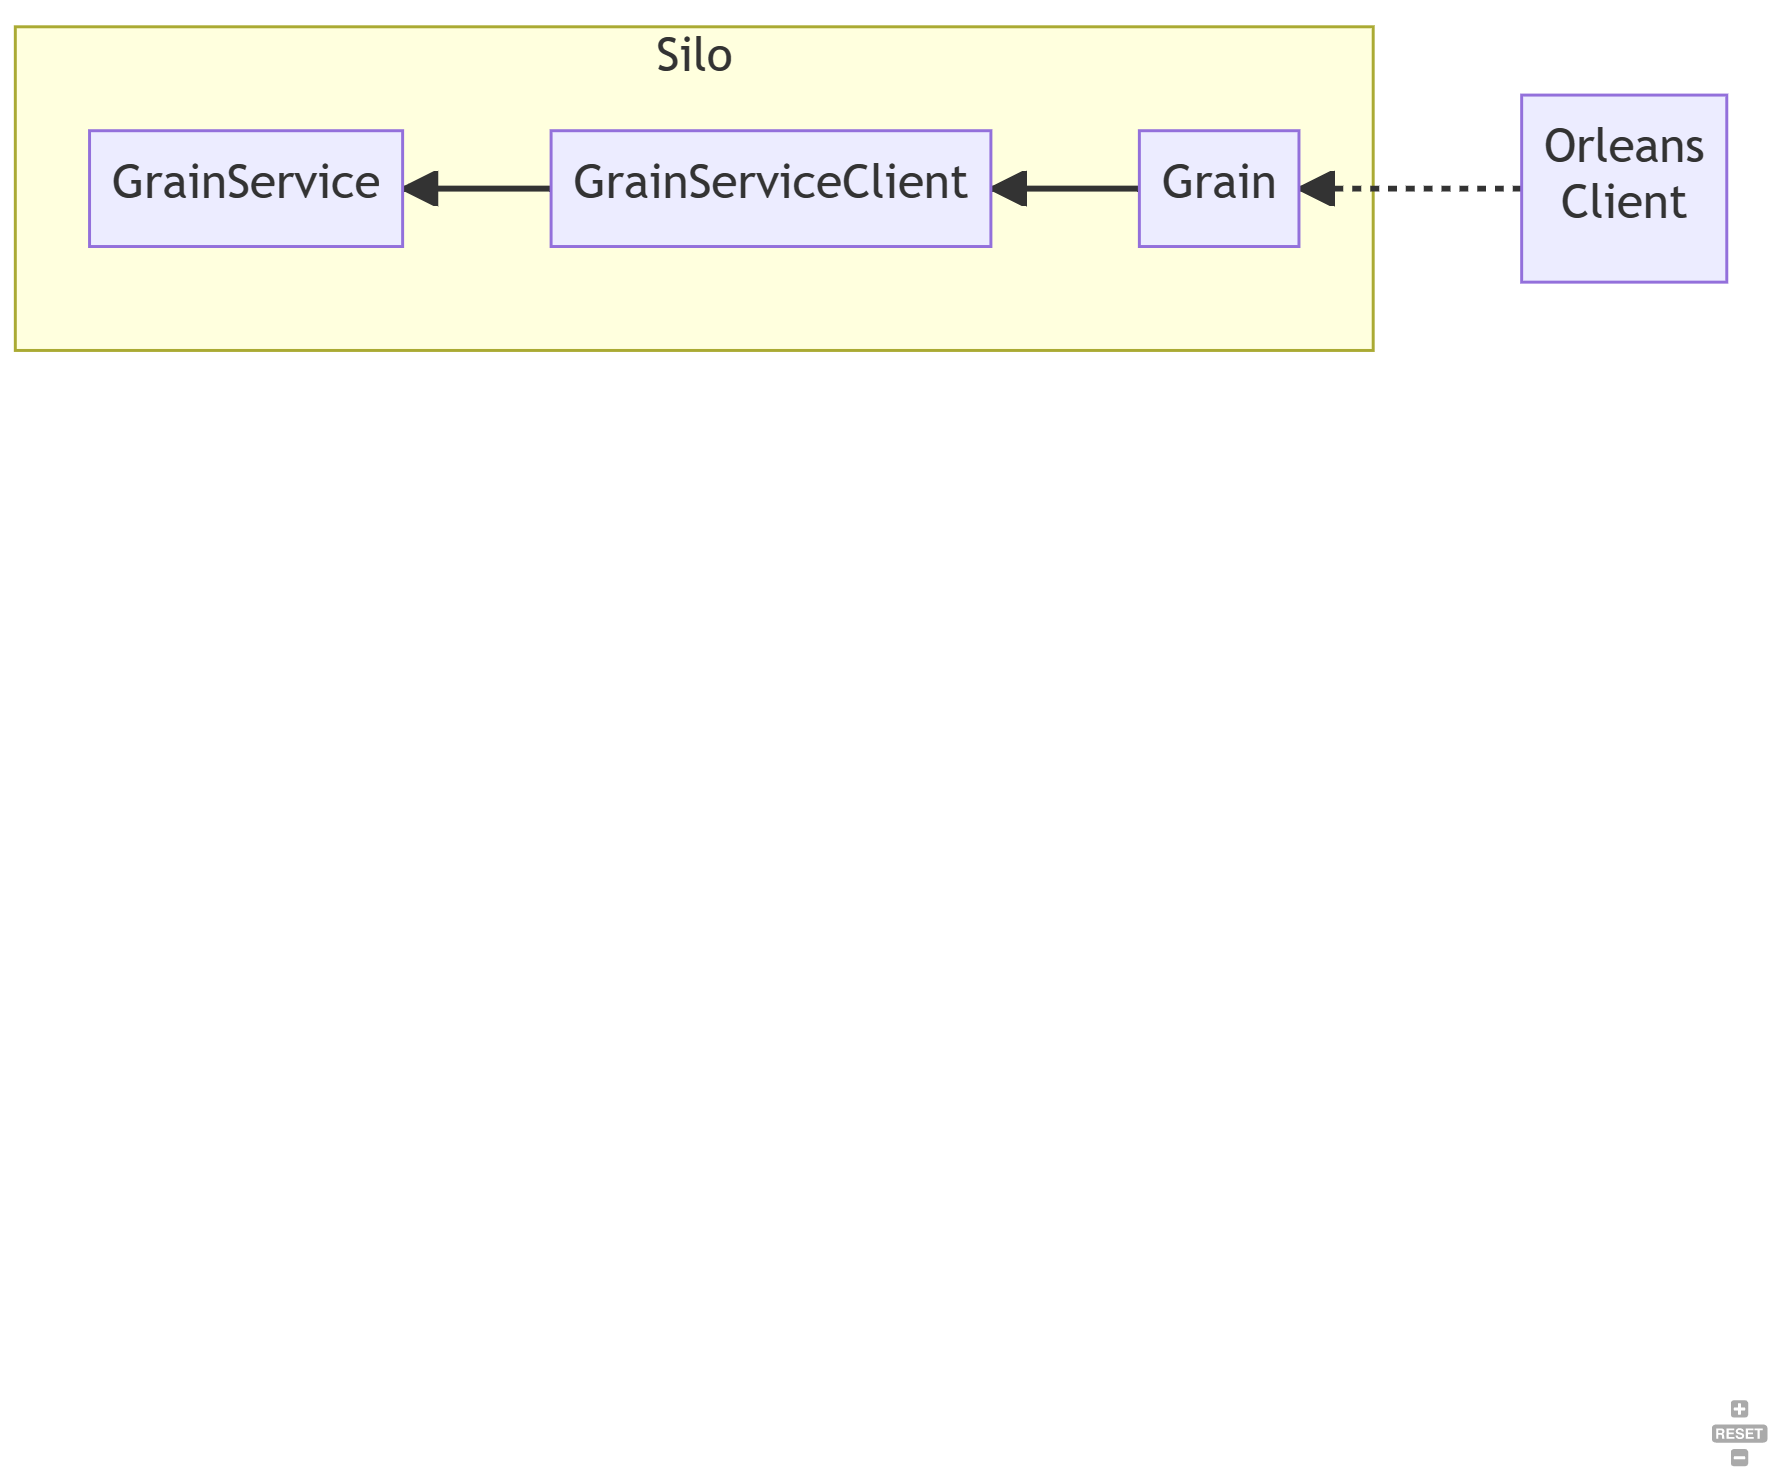 Silo
GrainService
GrainServiceClient
Grain
Orleans
Client
RESET